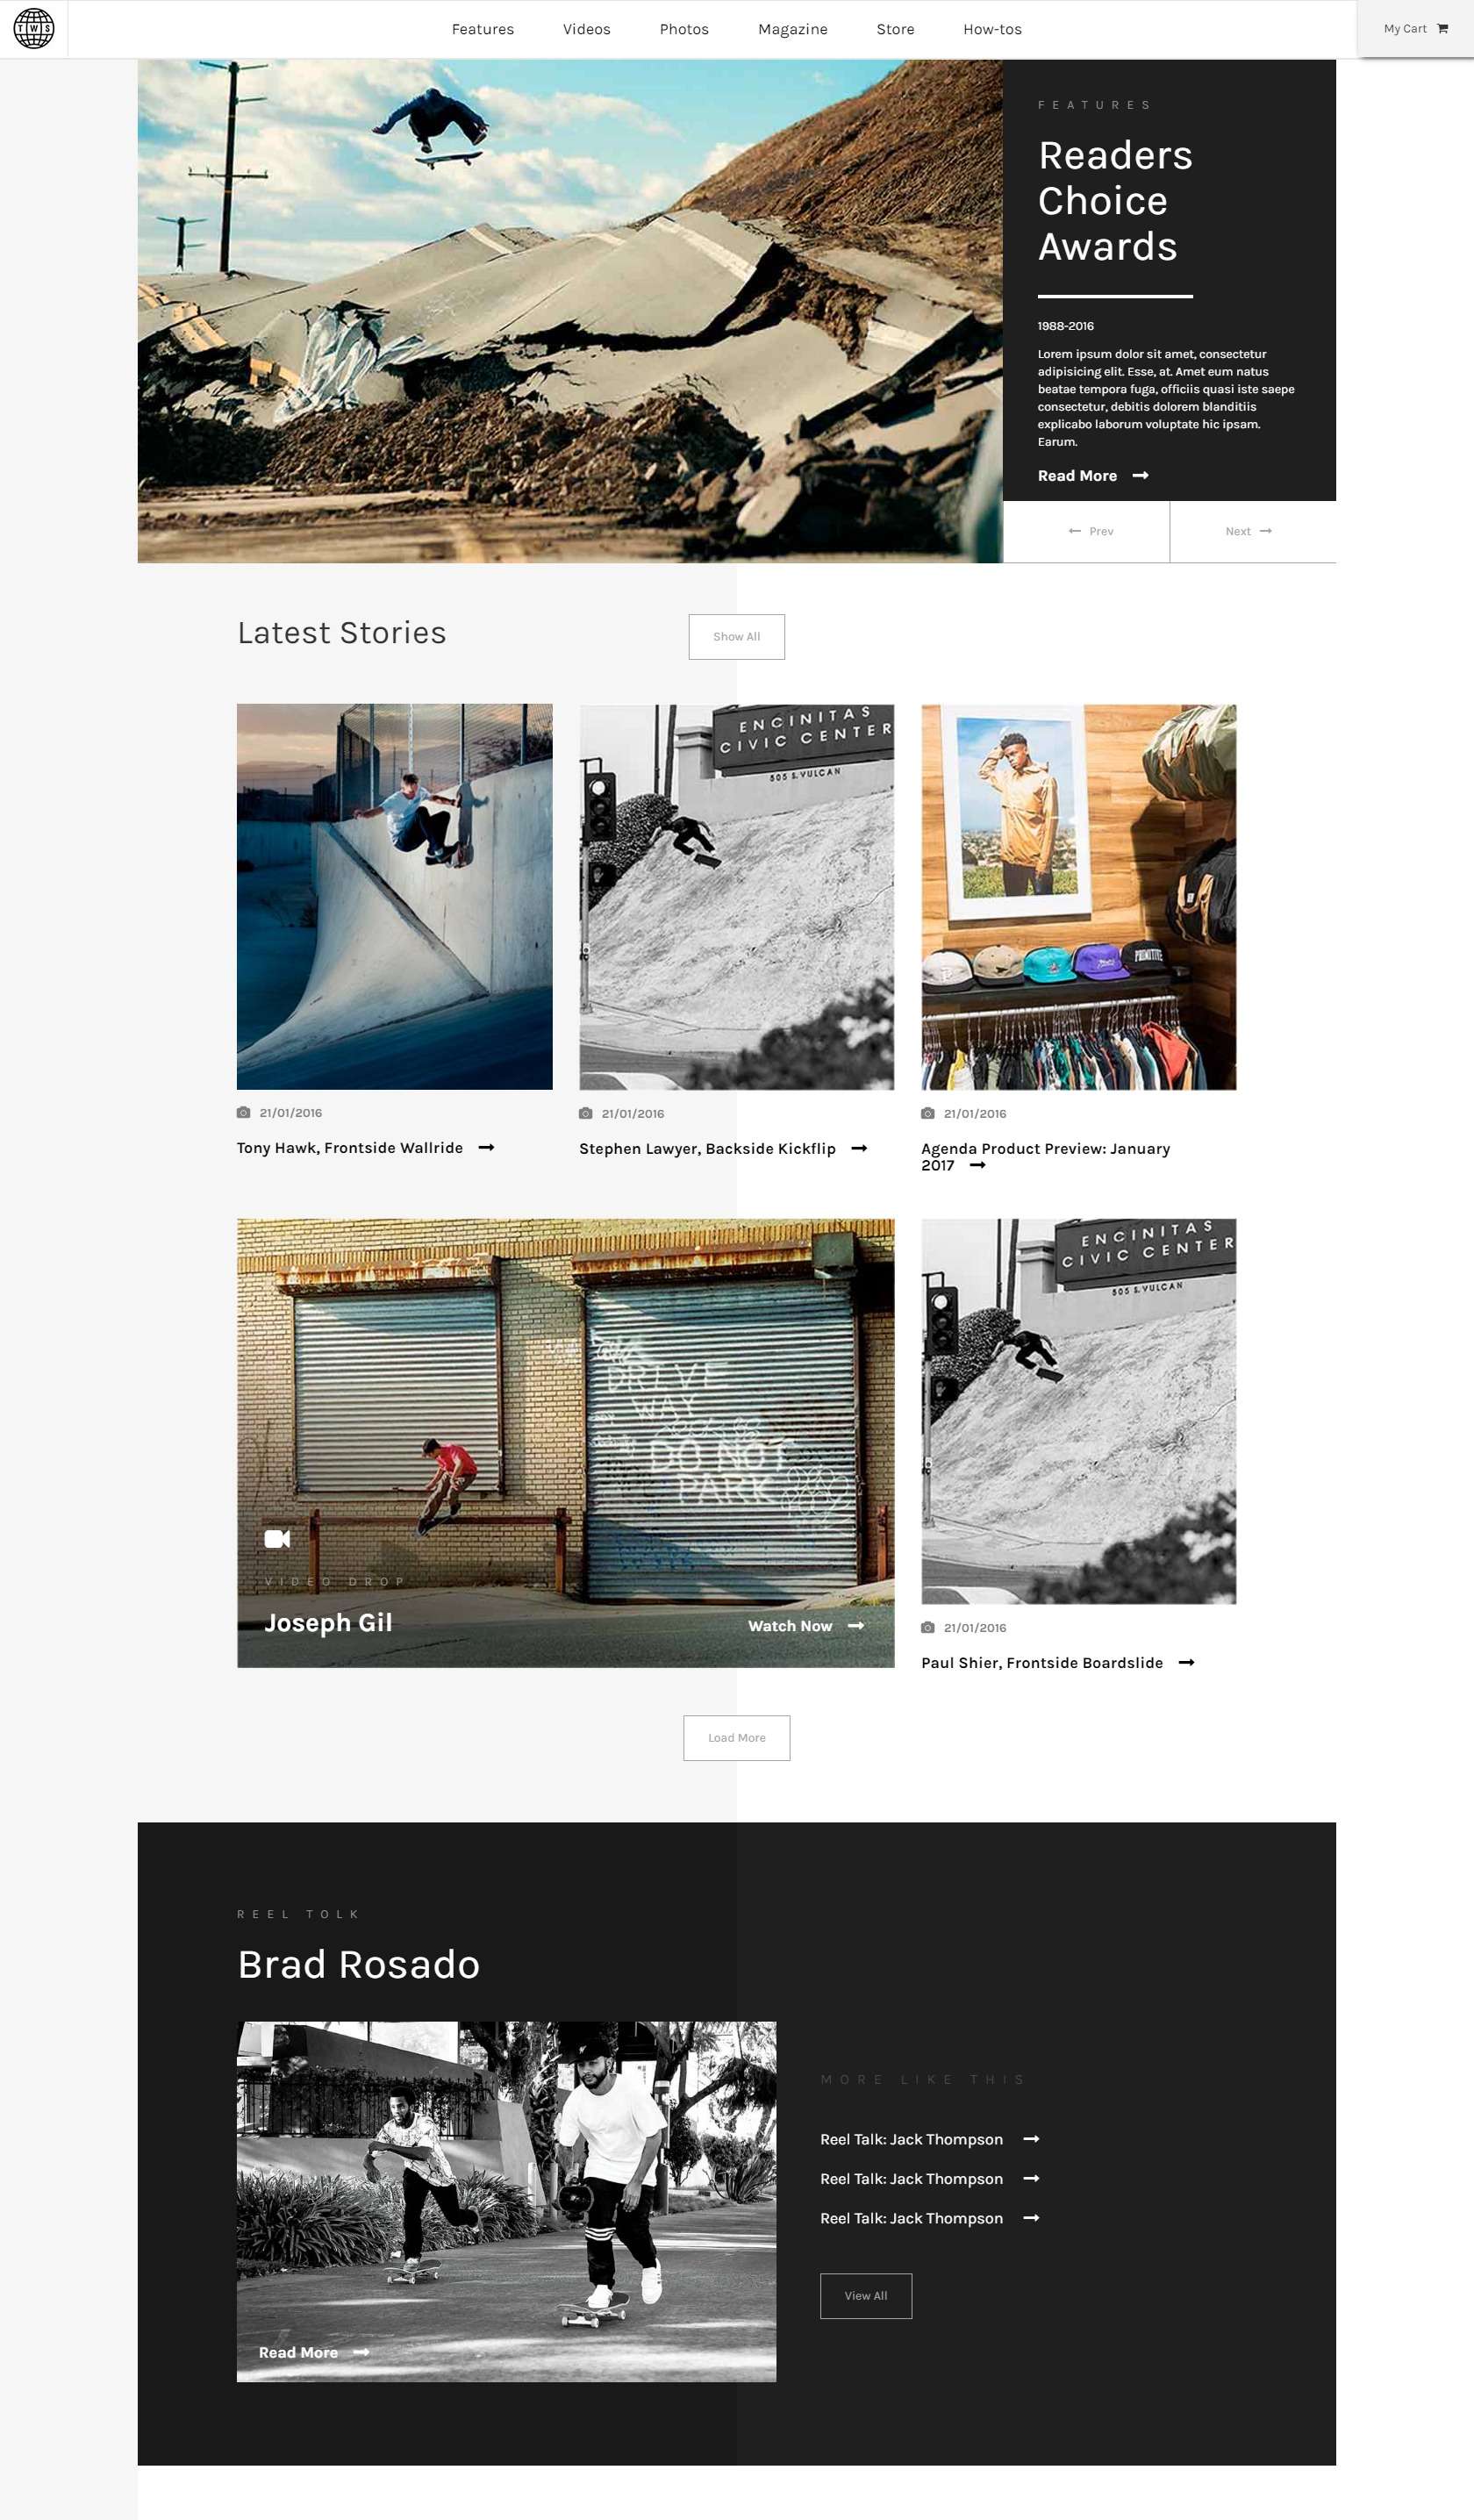 TWS
Features Videos Photos Magazine Store How-tos My Cart
FEATURES
Readers
Choice
Awards
1988-2016
Lorem ipsum dolor sit amet, consectetur
adipisicing elit. Esse, at. Amet eum natus
beatae tempora fuga, officiis quasi iste saepe
consectetur, debitis dolorem blanditiis
explicabo laborum voluptate hic ipsam.
Earum.
Read More
Prev Next
Latest Stories
Show All
ENCINITAS
CIVIC CENTER
505 S. VULCAN
PRIMITIVE
21/01/2016
Tony Hawk, Frontside Wallride
21/01/2016
Stephen Lawyer, Backside Kickflip
21/01/2016
Agenda Product Preview: January
2017
DRIVE
WAY
DO NOT
PARK
VIDEO DROP
Joseph Gil
Watch Now
ENCINITAS
CIVIC CENTER
505 S. VULCAN
21/01/2016
Paul Shier, Frontside Boardslide
Load More
REEL TOLK
Brad Rosado
Read More
MORE LIKE THIS
Reel Talk: Jack Thompson
Reel Talk: Jack Thompson
Reel Talk: Jack Thompson
View All